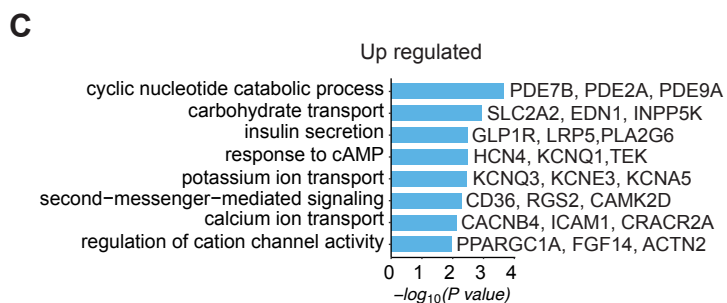 C
Up regulated
cyclic nucleotide catabolic process PDE7B, PDE2A, PDE9A
carbohydrate transport SLC2A2, EDN1, INPP5K
insulin secretion GLP1R, LRP5,PLA2G6
response to cAMP HCN4, KCNQ1,TEK
potassium ion transport KCNQ3, KCNE3, KCNA5
second−messenger−mediated signaling CD36, RGS2, CAMK2D
calcium ion transport CACNB4, ICAM1, CRACR2A
regulation of cation channel activity PPARGC1A, FGF14, ACTN2
0 1 2 3 4
−log10(P value)